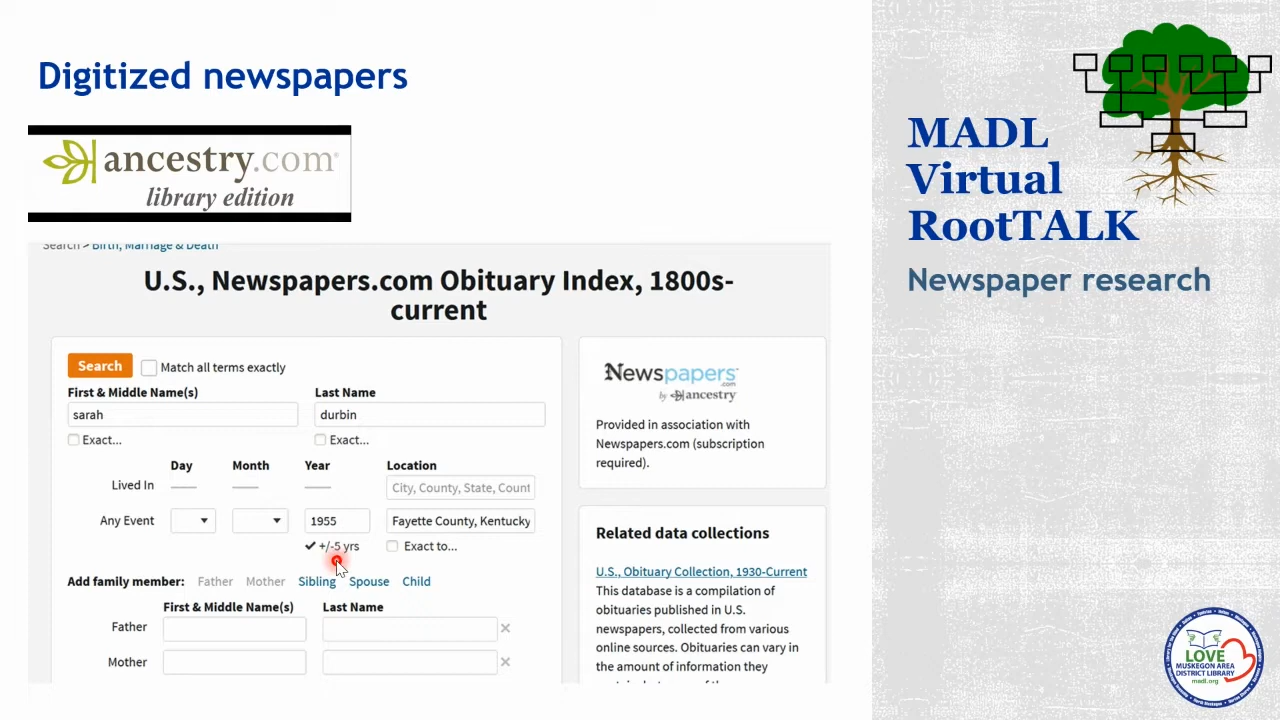 Digitized newspapers
ancestry.com
library edition
Search > Birth, Marriage & Death
U.S., Newspapers.com Obituary Index, 1800s-
current
Search
Match all terms exactly
First & Middle Name(s)
Last Name
sarah
durbin
Exact...
Exact...
Day
Month
Year
Location
Lived In
City, County, State, Count
Any Event
1955
Fayette County, Kentucky
+/-5 yrs
Exact to...
Add family member:
Father
Mother
Sibling
Spouse
Child
First & Middle Name(s)
Last Name
Father
Mother
Newspapers
.com
by ancestry
Provided in association with
Newspapers.com (subscription
required).
Related data collections
U.S., Obituary Collection, 1930-Current
This database is a compilation of
obituaries published in U.S.
newspapers, collected from various
online sources. Obituaries can vary in
the amount of information they
MADL
Virtual
RootTALK
Newspaper research
LOVE
MUSKEGON AREA
DISTRICT LIBRARY
madl.org